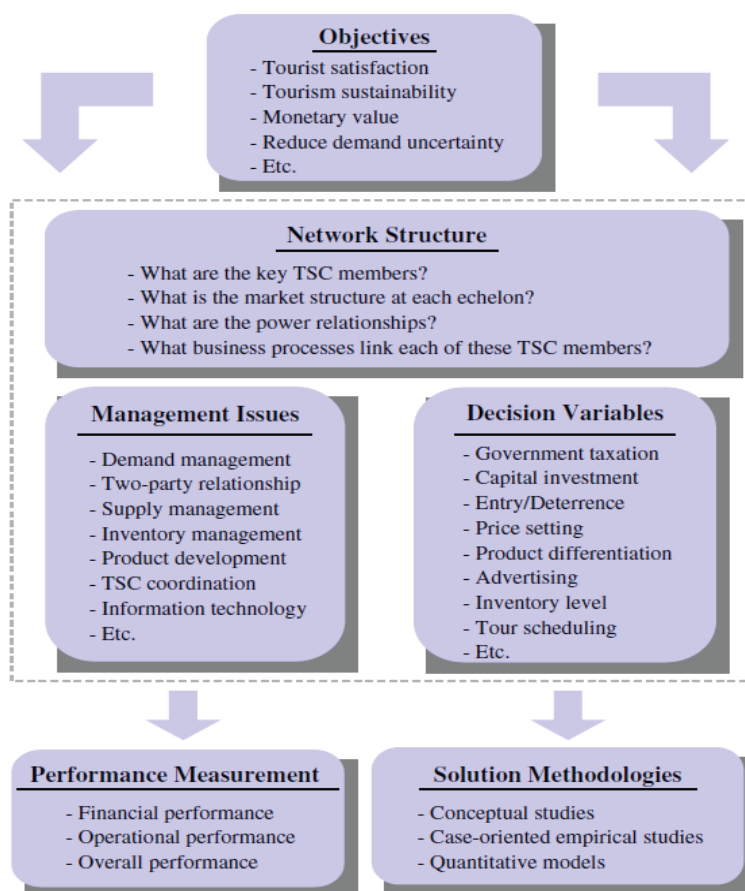 Objectives
- Tourist satisfaction
- Tourism sustainability
- Monetary value
- Reduce demand uncertainty
- Etc.
Network Structure
- What are the key TSC members?
- What is the market structure at each echelon?
- What are the power relationships?
- What business processes link each of these TSC members?
Management Issues
- Demand management
- Two-party relationship
- Supply management
- Inventory management
- Product development
- TSC coordination
- Information technology
- Etc.
Decision Variables
- Government taxation
- Capital investment
- Entry/Deterrence
- Price setting
- Product differentiation
- Advertising
- Inventory level
- Tour scheduling
- Etc.
Performance Measurement
- Financial performance
- Operational performance
- Overall performance
Solution Methodologies
- Conceptual studies
- Case-oriented empirical studies
- Quantitative models